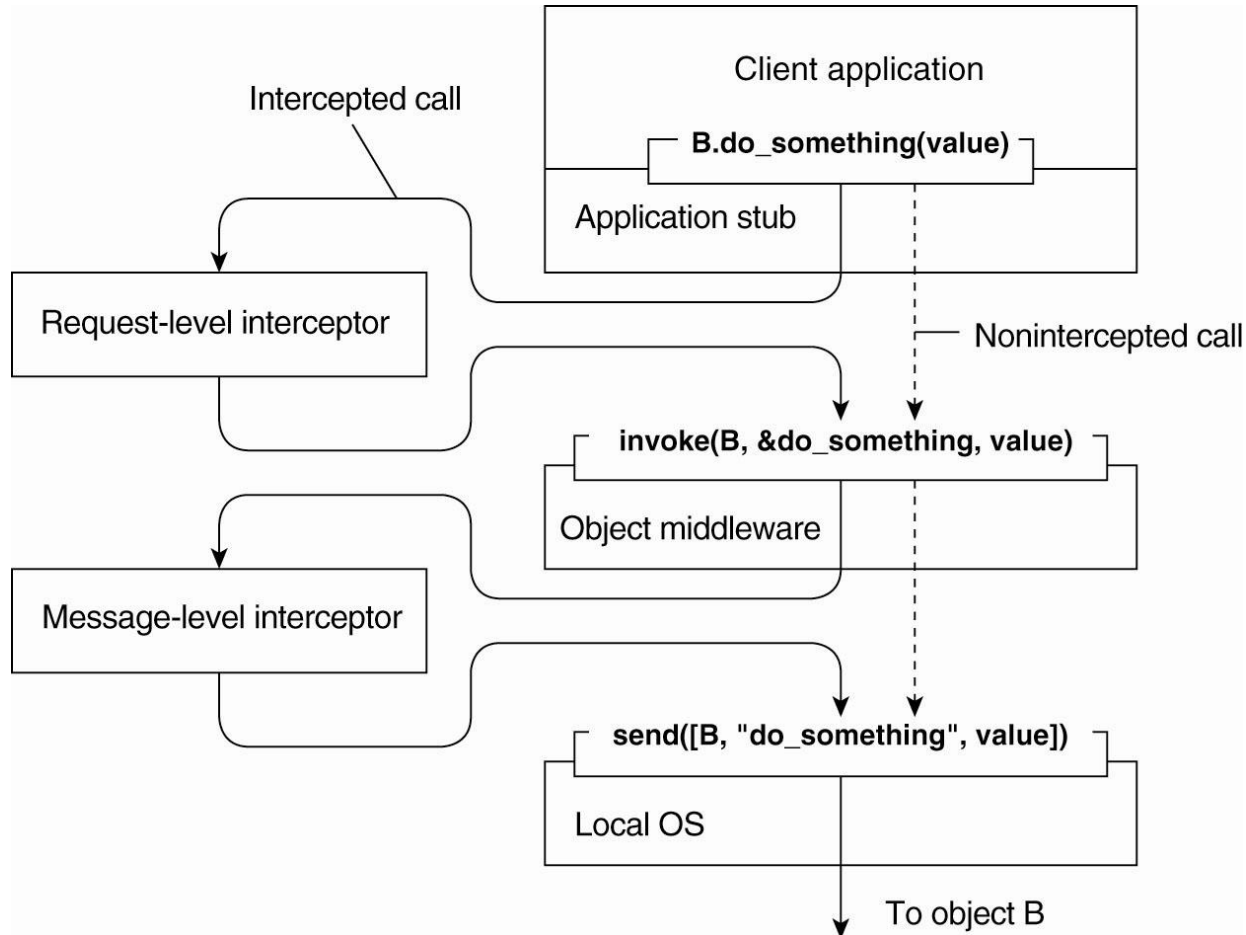 Client application
Intercepted call
B.do_something(value)
Application stub
Request-level interceptor
Nonintercepted call
invoke(B, &do_something, value)
Object middleware
Message-level interceptor
send([B, "do_something", value])
Local OS
To object B